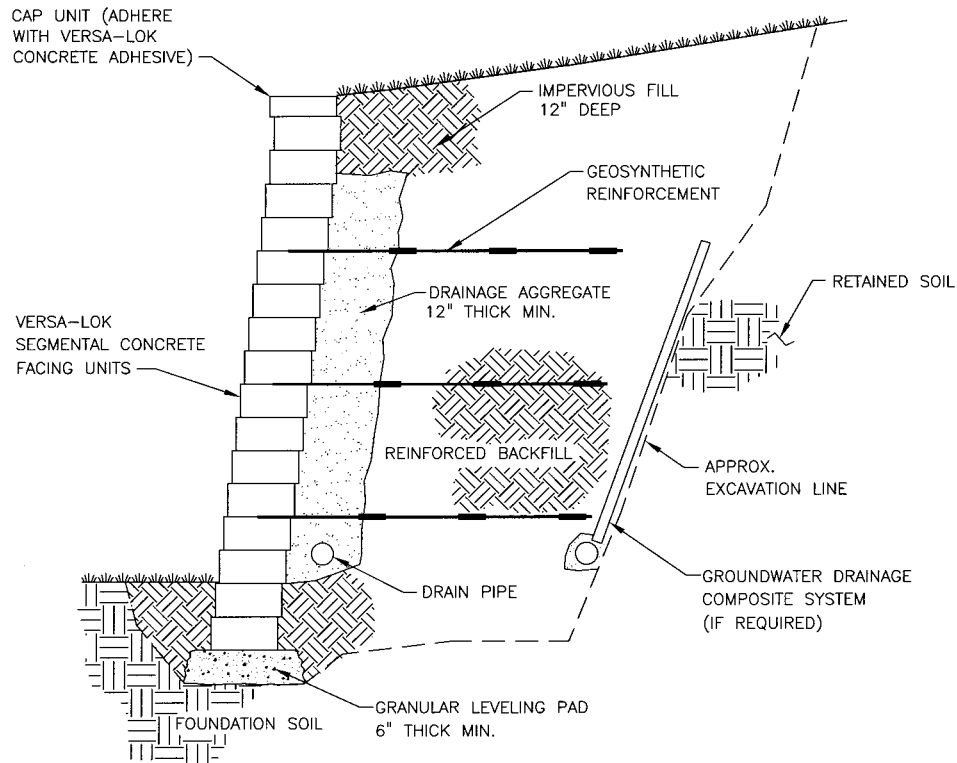 CAP UNIT (ADHERE
WITH VERSA-LOK
CONCRETE ADHESIVE)
IMPERVIOUS FILL
12" DEEP
GEOSYNTHETIC
REINFORCEMENT
RETAINED SOIL
DRAINAGE AGGREGATE
12" THICK MIN.
VERSA-LOK
SEGMENTAL CONCRETE
FACING UNITS
REINFORCED BACKFILL
APPROX.
EXCAVATION LINE
DRAIN PIPE
GROUNDWATER DRAINAGE
COMPOSITE SYSTEM
(IF REQUIRED)
GRANULAR LEVELING PAD
6" THICK MIN.
FOUNDATION SOIL